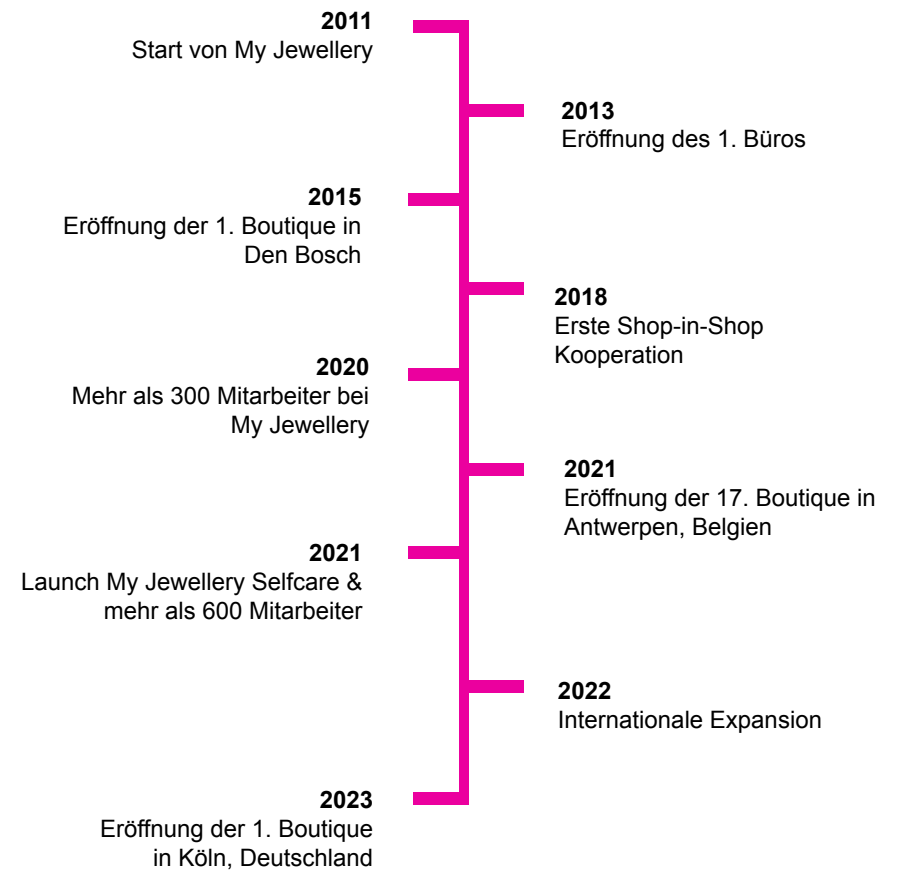 2011
Start von My Jewellery
2013
Eröffnung des 1. Büros
2015
Eröffnung der 1. Boutique in
Den Bosch
2018
Erste Shop-in-Shop
Kooperation
2020
Mehr als 300 Mitarbeiter bei
My Jewellery
2021
Eröffnung der 17. Boutique in
Antwerpen, Belgien
2021
Launch My Jewellery Selfcare &
mehr als 600 Mitarbeiter
2022
Internationale Expansion
2023
Eröffnung der 1. Boutique
in Köln, Deutschland